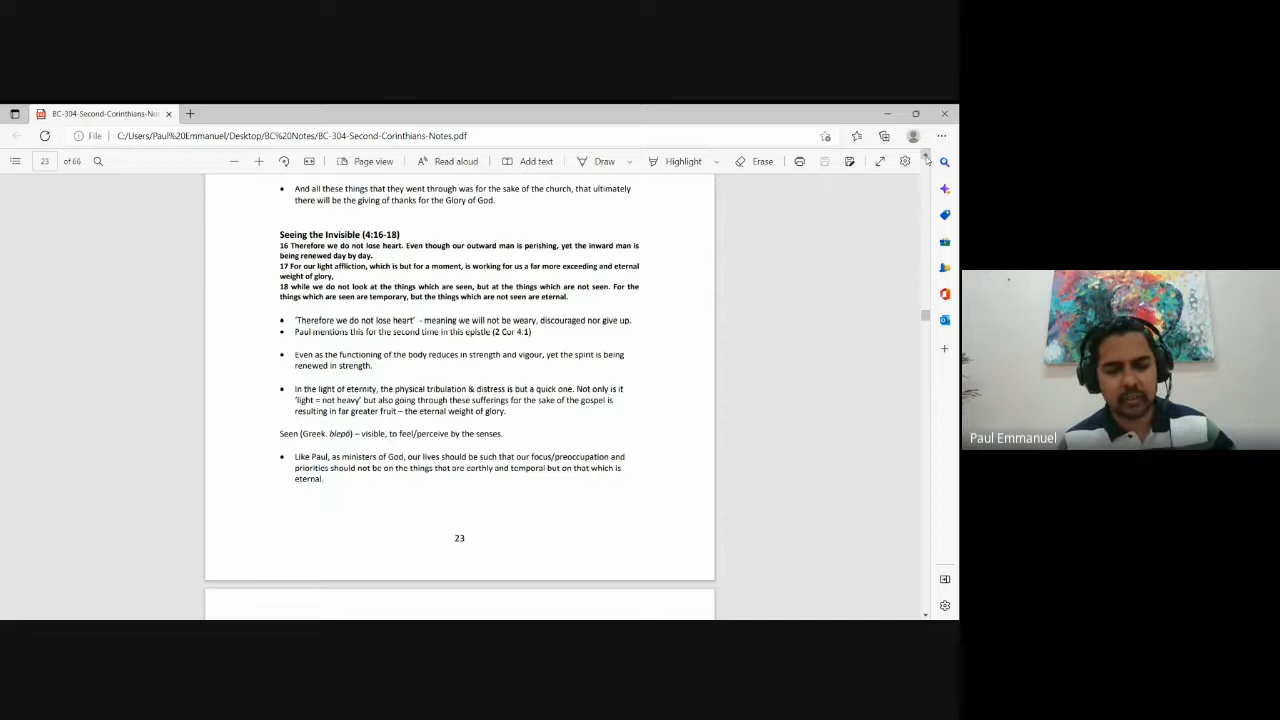 BC-304-Second-Corinthians-No
File
C:/Users/Paul%20Emmanuel/Desktop/BC%20Notes/BC-304-Second-Corinthians-Notes.pdf
23 of 66
Page view
Read aloud
Add text
Draw
Highlight
Erase
• And all these things that they went through was for the sake of the church, that ultimately
there will be the giving of thanks for the Glory of God.
Seeing the Invisible (4:16-18)
16 Therefore we do not lose heart. Even though our outward man is perishing, yet the inward man is
being renewed day by day.
17 For our light affliction, which is but for a moment, is working for us a far more exceeding and eternal
weight of glory,
18 while we do not look at the things which are seen, but at the things which are not seen. For the
things which are seen are temporary, but the things which are not seen are eternal.
• 'Therefore we do not lose heart' - meaning we will not be weary, discouraged nor give up.
• Paul mentions this for the second time in this epistle (2 Cor 4:1)
• Even as the functioning of the body reduces in strength and vigour, yet the spirit is being
renewed in strength.
• In the light of eternity, the physical tribulation & distress is but a quick one. Not only is it
'light = not heavy' but also going through these sufferings for the sake of the gospel is
resulting in far greater fruit – the eternal weight of glory.
Seen (Greek. blepō) – visible, to feel/perceive by the senses.
• Like Paul, as ministers of God, our lives should be such that our focus/preoccupation and
priorities should not be on the things that are earthly and temporal but on that which is
eternal.
23
Paul Emmanuel